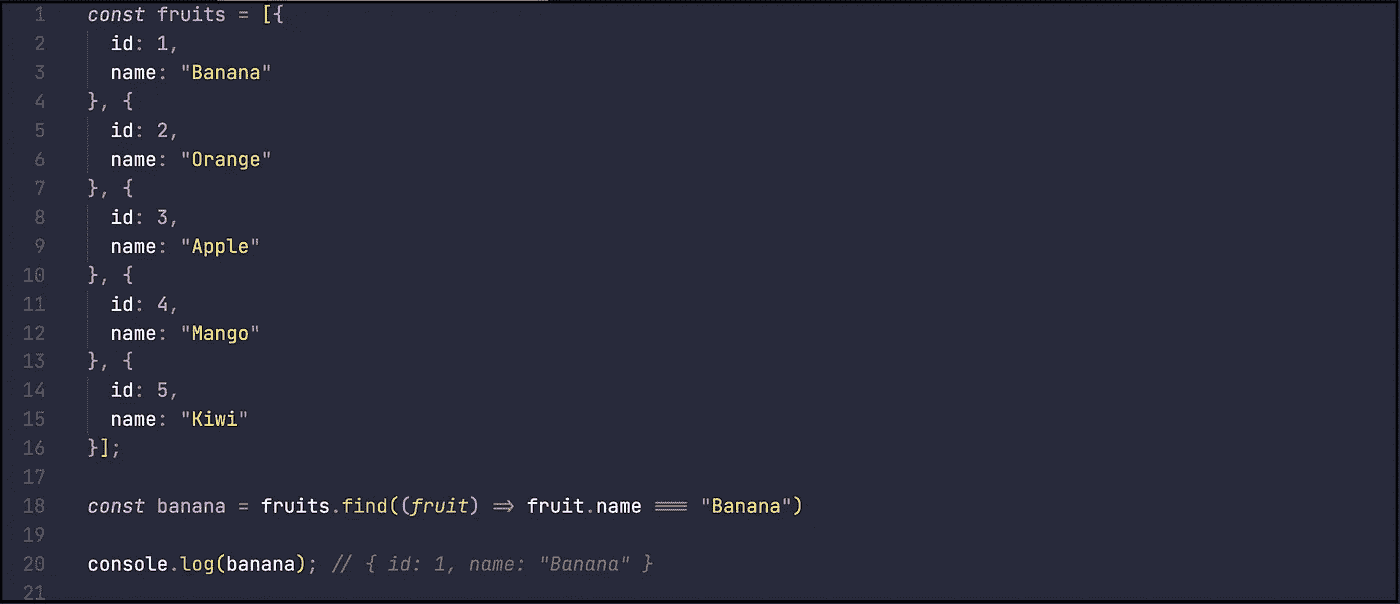 1 const fruits = [{
2 id: 1,
3 name: "Banana"
4 }, {
5 id: 2,
6 name: "Orange"
7 }, {
8 id: 3,
9 name: "Apple"
10 }, {
11 id: 4,
12 name: "Mango"
13 }, {
14 id: 5,
15 name: "Kiwi"
16 }];
17
18 const banana = fruits.find((fruit) => fruit.name === "Banana")
19
20 console.log(banana); // { id: 1, name: "Banana" }
21